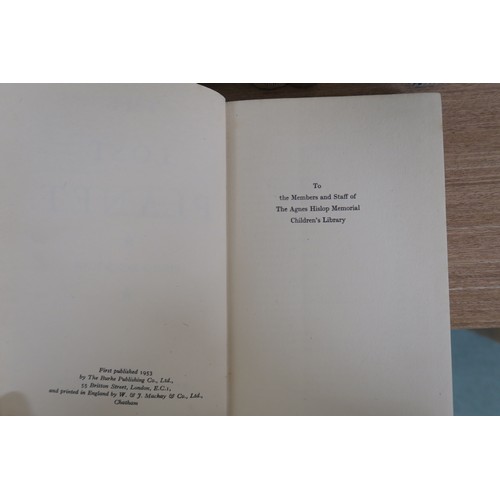 First published 1953
by The Burke Publishing Co., Ltd.,
55 Britton Street, London, E.C.1,
and printed in England by W. & J. Mackay & Co., Ltd.,
Chatham
To
the Members and Staff of
The Agnes Hislop Memorial
Children's Library